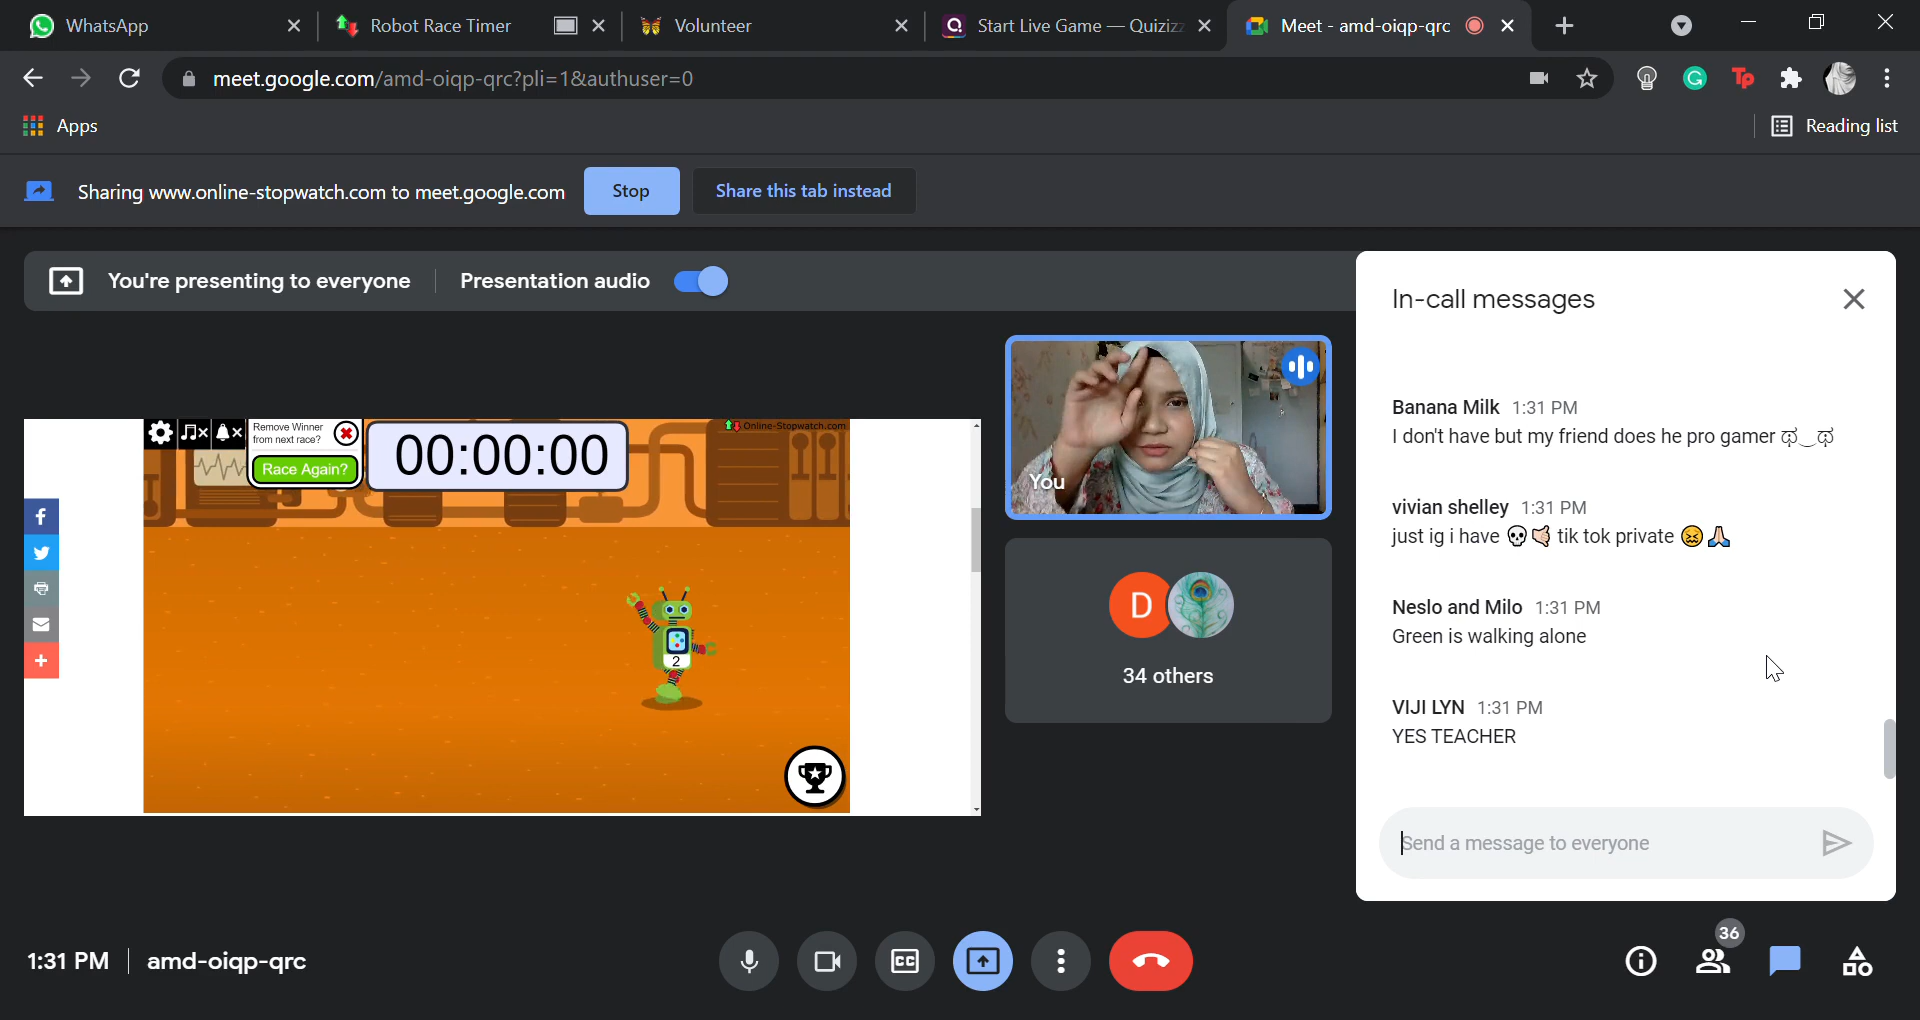 WhatsApp
Robot Race Timer
Volunteer
Start Live Game — Quizizz
Meet - amd-oiqp-qrc
meet.google.com/amd-oiqp-qrc?pli=1&authuser=0
G
Tp
Apps
Reading list
Sharing www.online-stopwatch.com to meet.google.com
Stop
Share this tab instead
You're presenting to everyone
Presentation audio
Remove Winner
from next race?
Race Again?
00:00:00
Online-Stopwatch.com
2
You
D
34 others
In-call messages
Banana Milk 1:31 PM
I don't have but my friend does he pro gamer ಥ‿ಥ
vivian shelley 1:31 PM
just ig i have 💀🤙🏻 tik tok private 😖🙏🏻
Neslo and Milo 1:31 PM
Green is walking alone
VIJI LYN 1:31 PM
YES TEACHER
Send a message to everyone
1:31 PM
amd-oiqp-qrc
CC
36